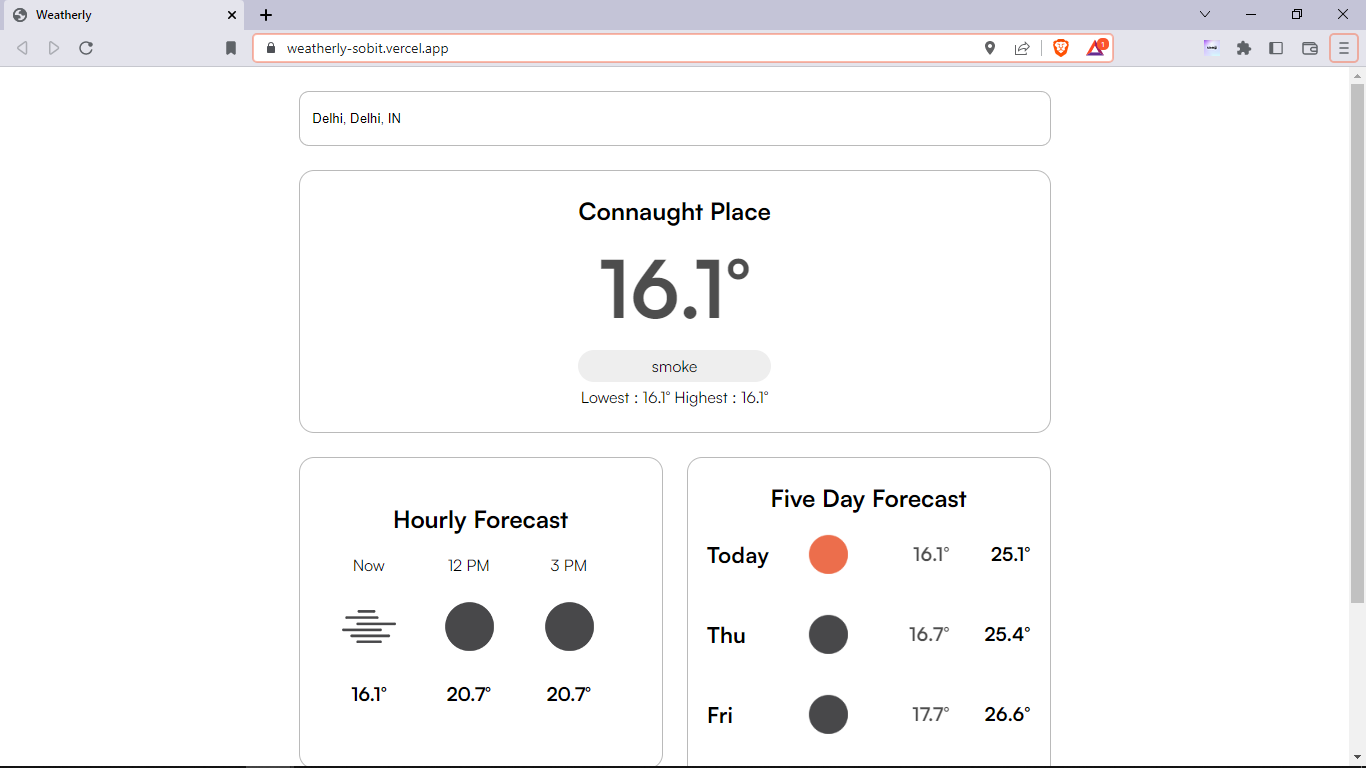 Weatherly
weatherly-sobit.vercel.app
1
Delhi, Delhi, IN
Connaught Place
16.1°
smoke
Lowest : 16.1° Highest : 16.1°
Hourly Forecast
Now 12 PM 3 PM
16.1° 20.7° 20.7°
Five Day Forecast
Today 16.1° 25.1°
Thu 16.7° 25.4°
Fri 17.7° 26.6°